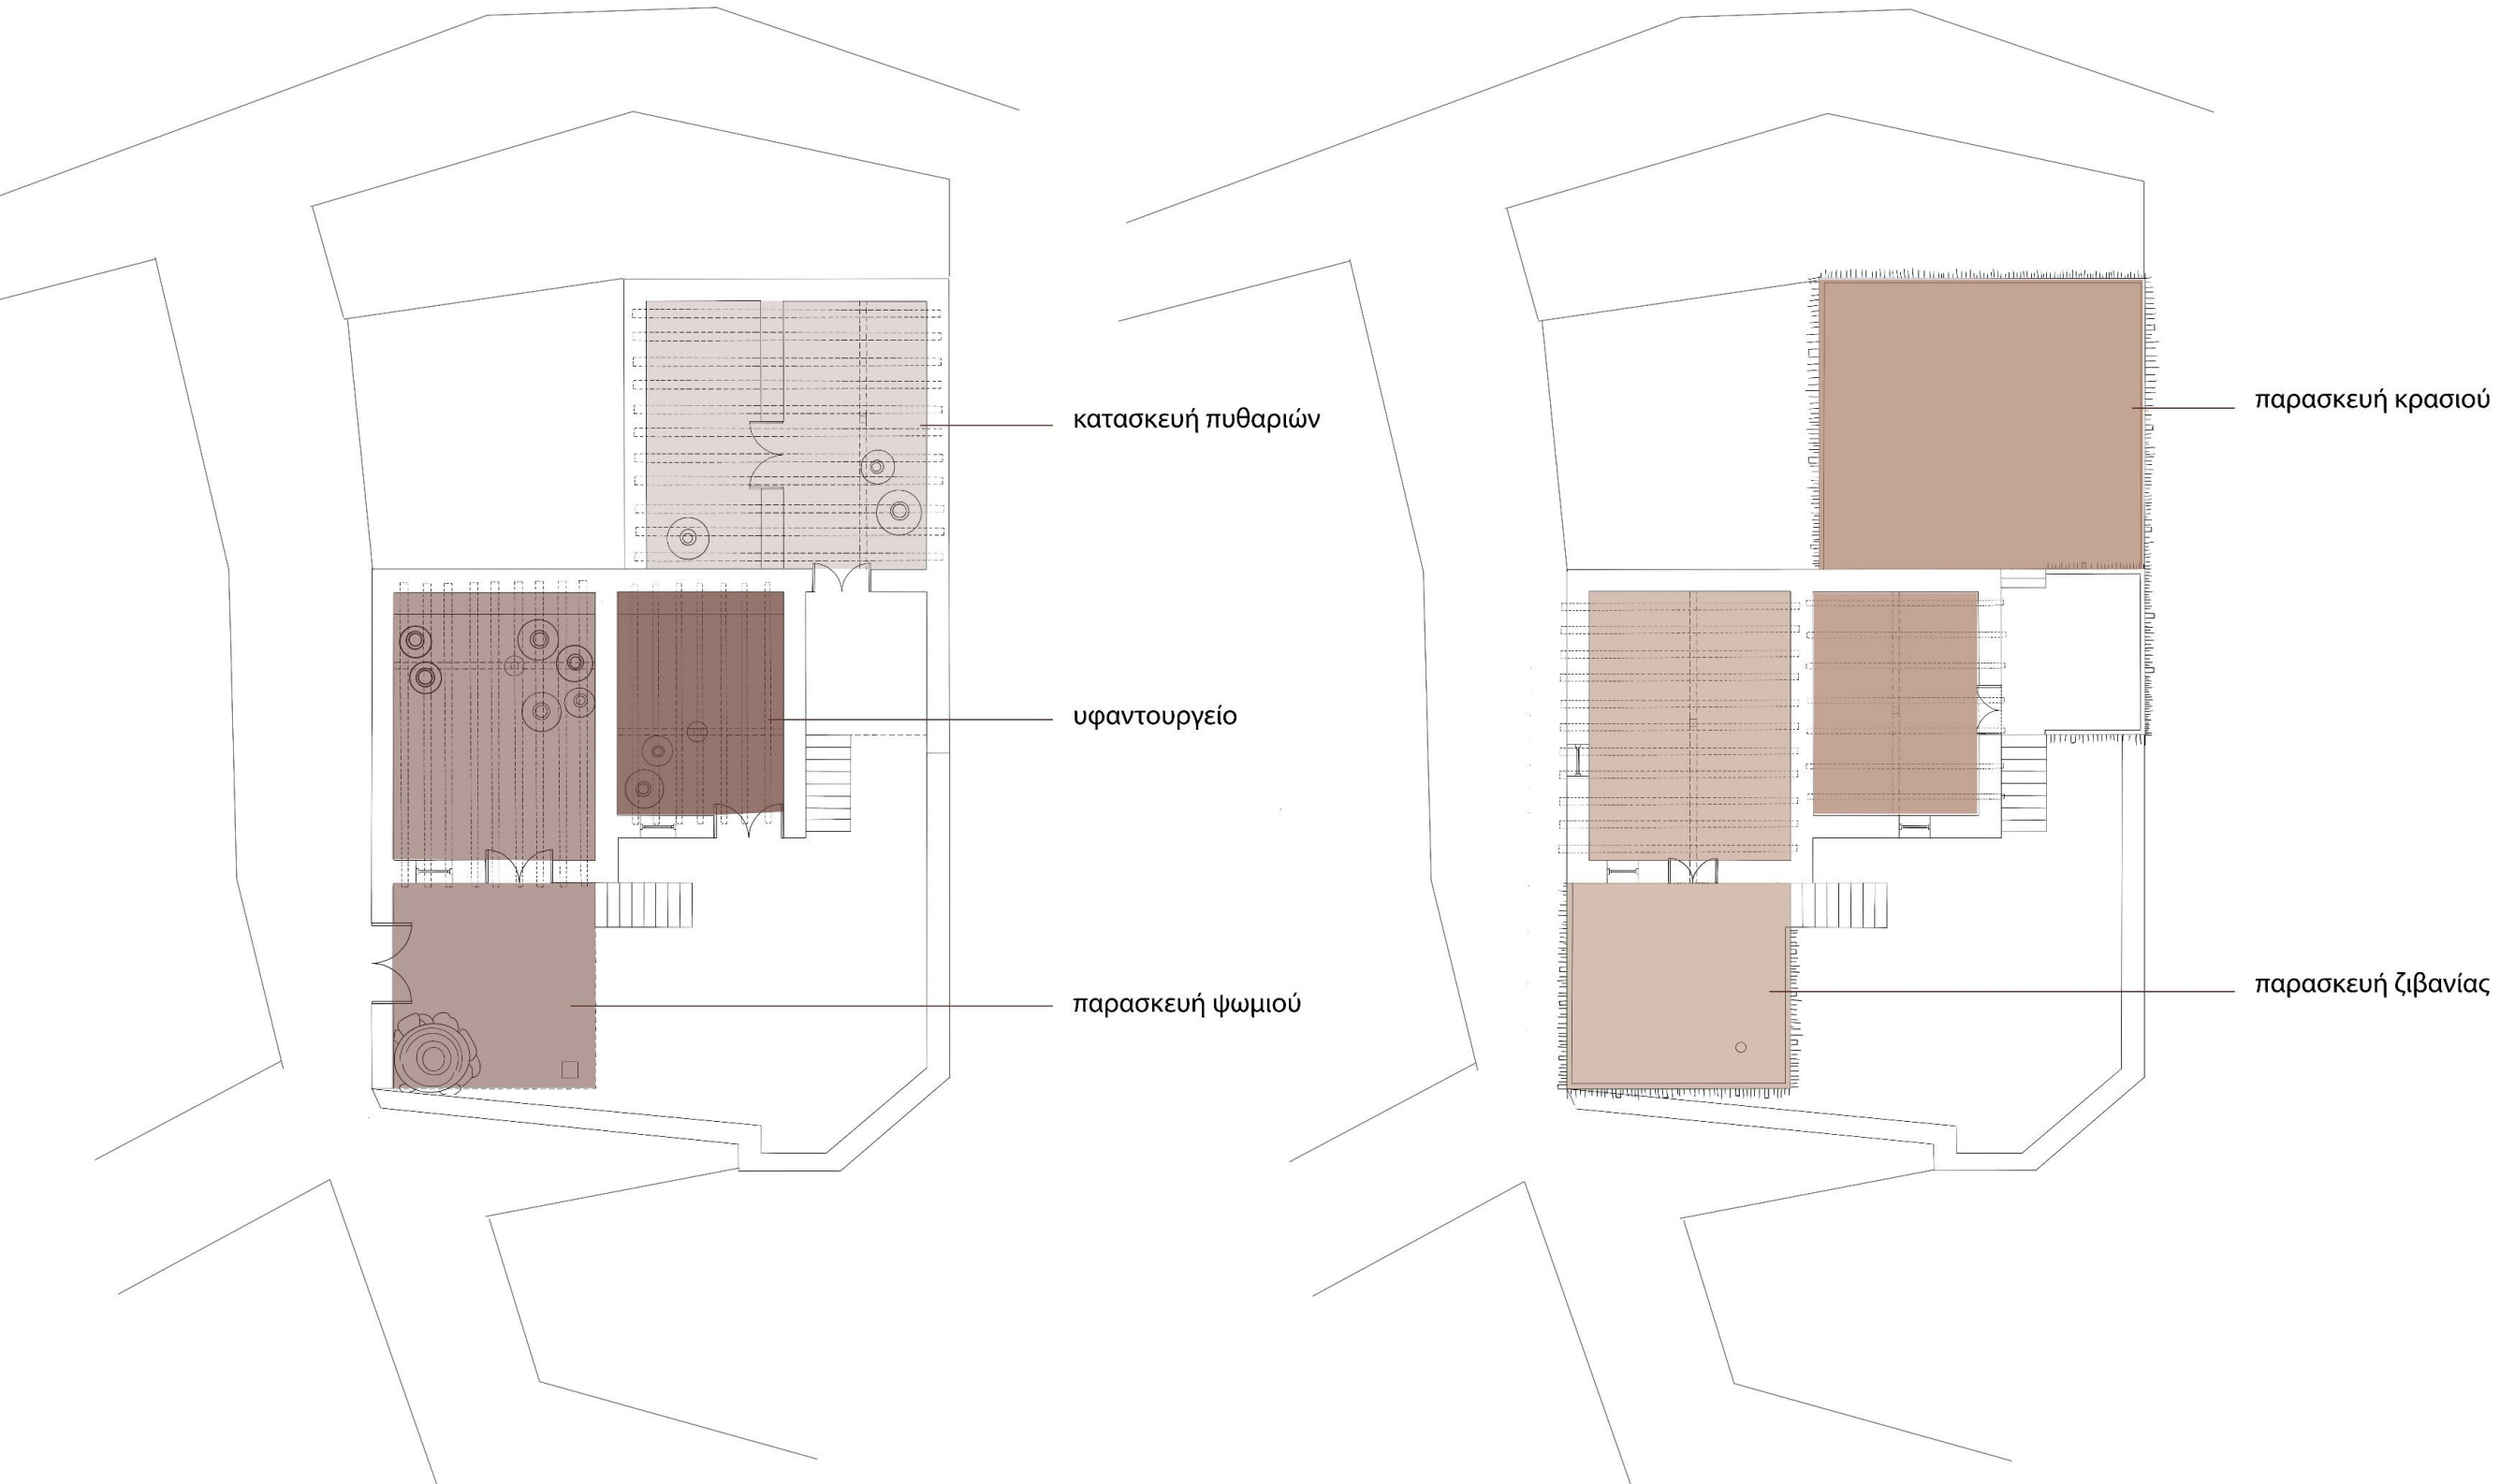 κατασκευή πυθαριών
υφαντουργείο
παρασκευή ψωμιού
παρασκευή κρασιού
παρασκευή ζιβανίας